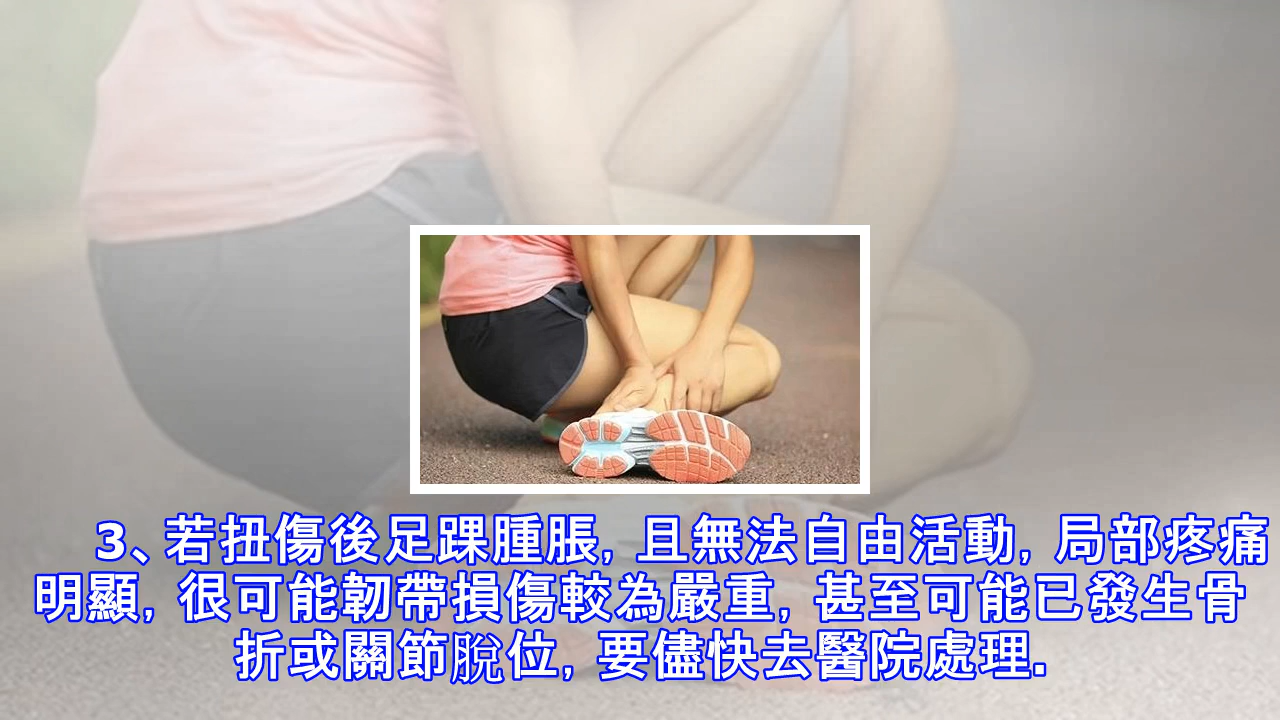 3、若扭傷後足踝腫脹, 且無法自由活動, 局部疼痛
明顯, 很可能韌帶損傷較為嚴重, 甚至可能已發生骨
折或關節脫位, 要儘快去醫院處理.